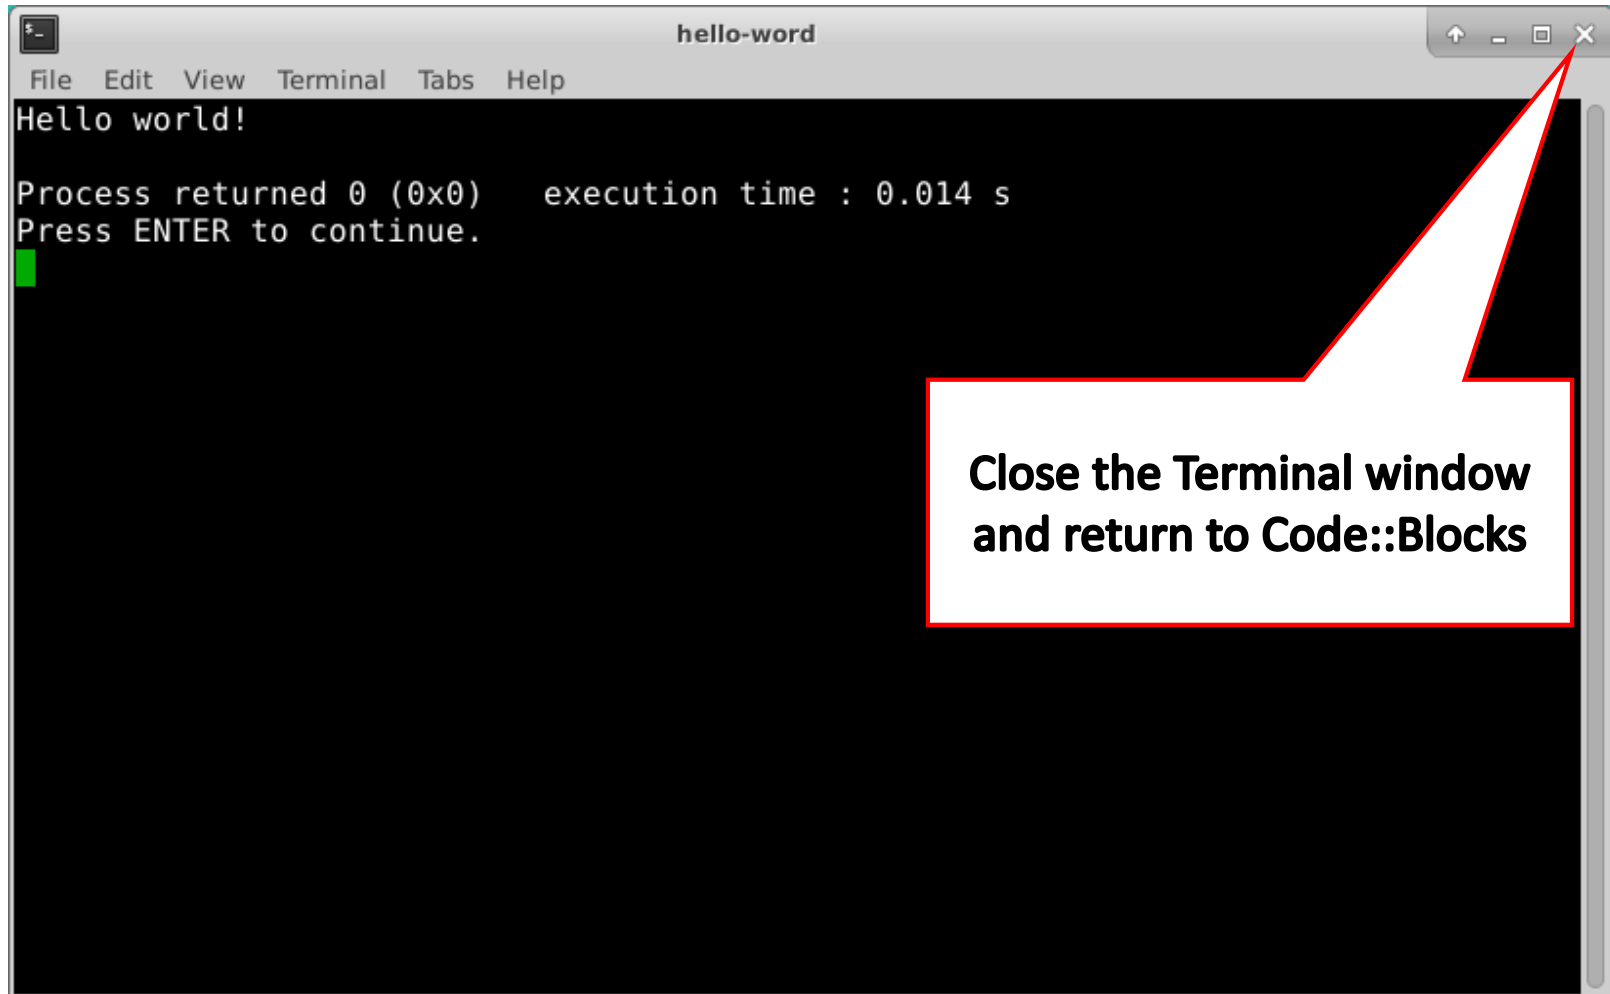 hello-word
File Edit View Terminal Tabs Help
Hello world!
Process returned 0 (0x0)   execution time : 0.014 s
Press ENTER to continue.
Close the Terminal window
and return to Code::Blocks